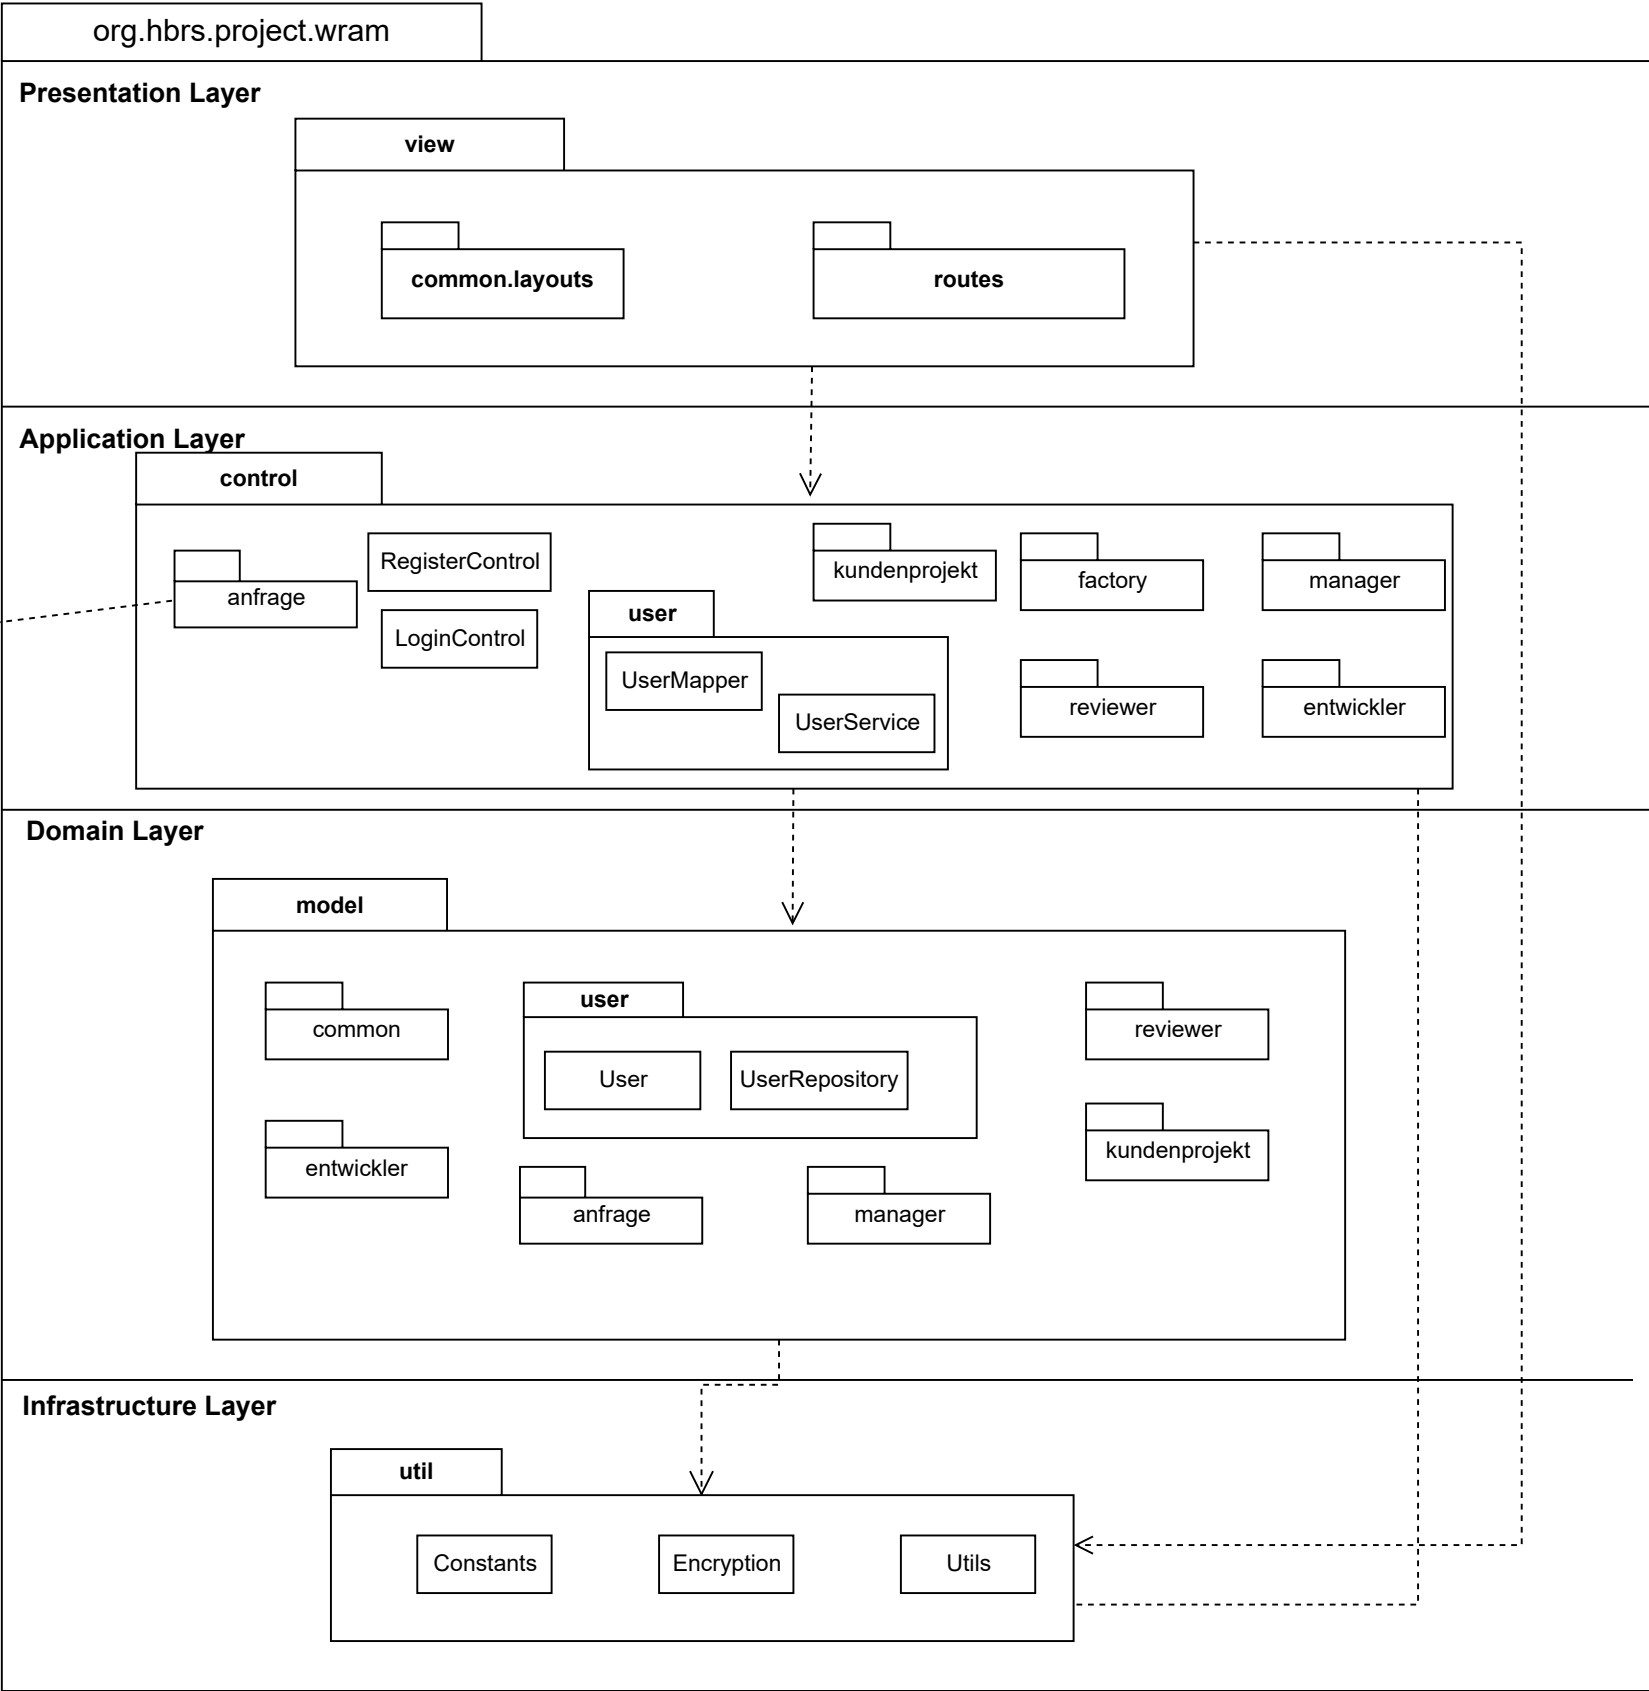 org.hbrs.project.wram
Presentation Layer
view
common.layouts
routes
Application Layer
control
anfrage
RegisterControl
LoginControl
user
UserMapper
UserService
kundenprojekt
factory
manager
reviewer
entwickler
Domain Layer
model
common
user
User
UserRepository
reviewer
entwickler
anfrage
manager
kundenprojekt
Infrastructure Layer
util
Constants
Encryption
Utils